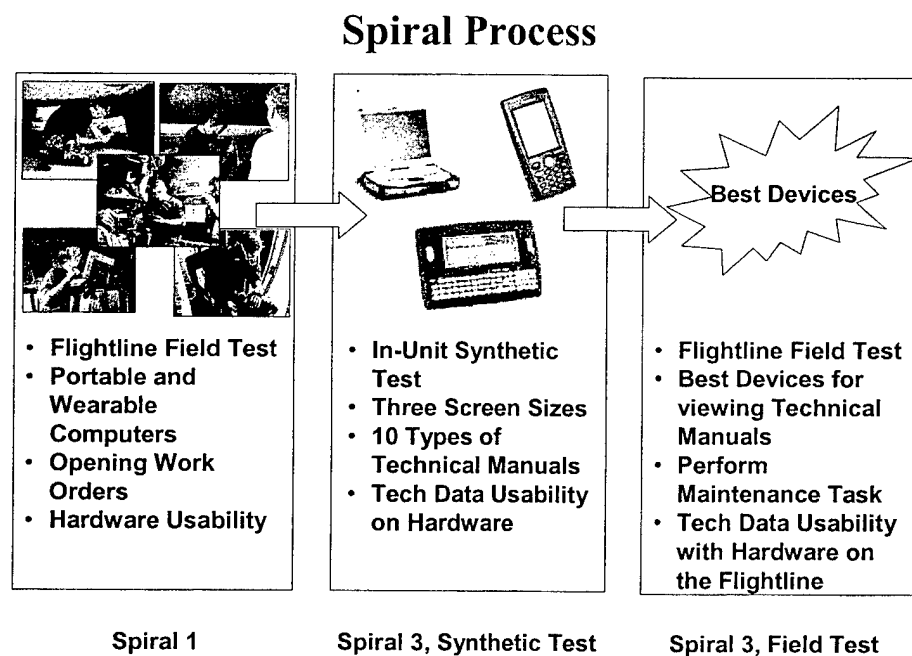 Spiral Process
• Flightline Field Test
• Portable and
Wearable
Computers
• Opening Work
Orders
• Hardware Usability
Spiral 1
• In-Unit Synthetic
Test
• Three Screen Sizes
• 10 Types of
Technical Manuals
• Tech Data Usability
on Hardware
Spiral 3, Synthetic Test
Best Devices
• Flightline Field Test
• Best Devices for
viewing Technical
Manuals
• Perform
Maintenance Task
• Tech Data Usability
with Hardware on
the Flightline
Spiral 3, Field Test